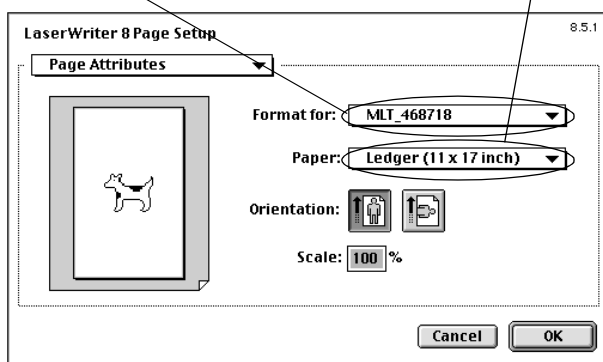 LaserWriter 8 Page Setup
8.5.1
Page Attributes
Format for: MLT_468718
Paper: Ledger (11 x 17 inch)
Orientation:
Scale: 100 %
Cancel OK